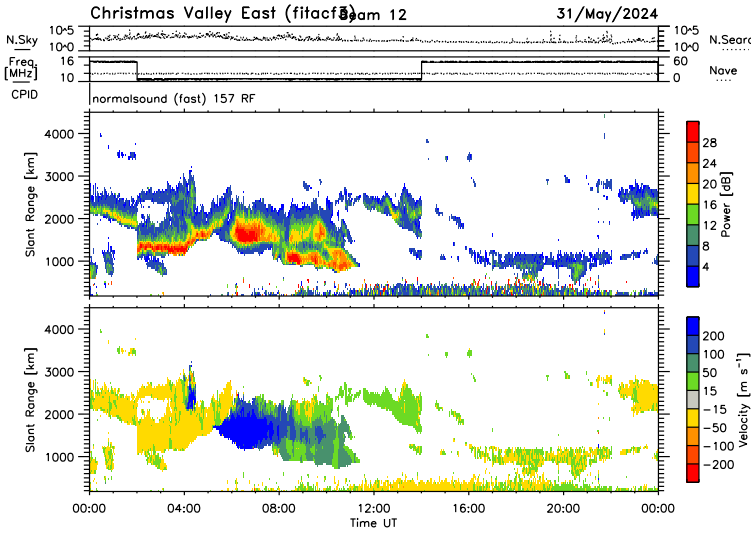 Christmas Valley East (fitacf3) Beam 12 31/May/2024
N.Sky 10^5 10^0 10^5 10^0 N.Sear
Freq. [MHz] 16 10 60 0 Nave
CPID normalsound (fast) 157 RF
Slant Range [km] 4000 3000 2000 1000
Power [dB] 28 24 20 16 12 8 4
Slant Range [km] 4000 3000 2000 1000
Velocity [m s^-1] 200 100 50 15 -15 -50 -100 -200
00:00 04:00 08:00 12:00 16:00 20:00 00:00
Time UT